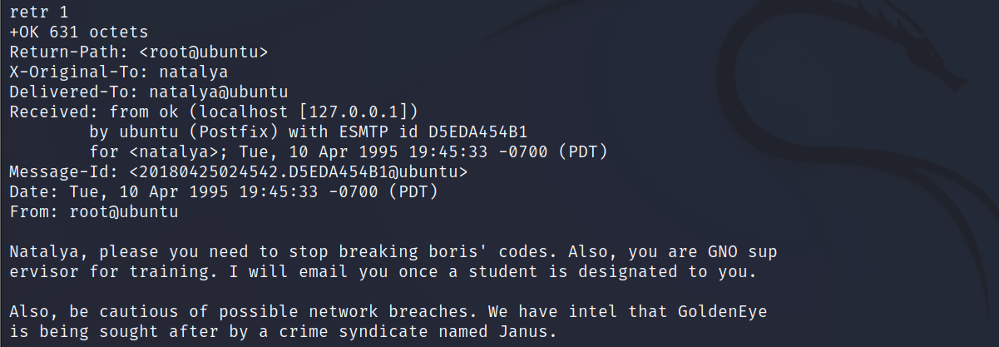 retr 1
+OK 631 octets
Return-Path: <root@ubuntu>
X-Original-To: natalya
Delivered-To: natalya@ubuntu
Received: from ok (localhost [127.0.0.1])
        by ubuntu (Postfix) with ESMTP id D5EDA454B1
        for <natalya>; Tue, 10 Apr 1995 19:45:33 -0700 (PDT)
Message-Id: <20180425024542.D5EDA454B1@ubuntu>
Date: Tue, 10 Apr 1995 19:45:33 -0700 (PDT)
From: root@ubuntu

Natalya, please you need to stop breaking boris' codes. Also, you are GNO sup
ervisor for training. I will email you once a student is designated to you.

Also, be cautious of possible network breaches. We have intel that GoldenEye
is being sought after by a crime syndicate named Janus.